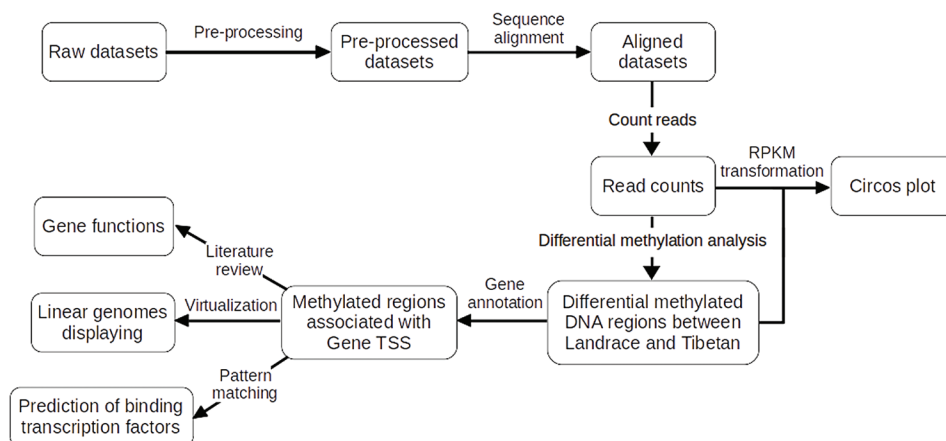 Raw datasets
Pre-processing
Pre-processed
datasets
Sequence
alignment
Aligned
datasets
Count reads
Read counts
RPKM
transformation
Circos plot
Differential methylation analysis
Differential methylated
DNA regions between
Landrace and Tibetan
Gene
annotation
Methylated regions
associated with
Gene TSS
Literature
review
Gene functions
Virtualization
Linear genomes
displaying
Pattern
matching
Prediction of binding
transcription factors